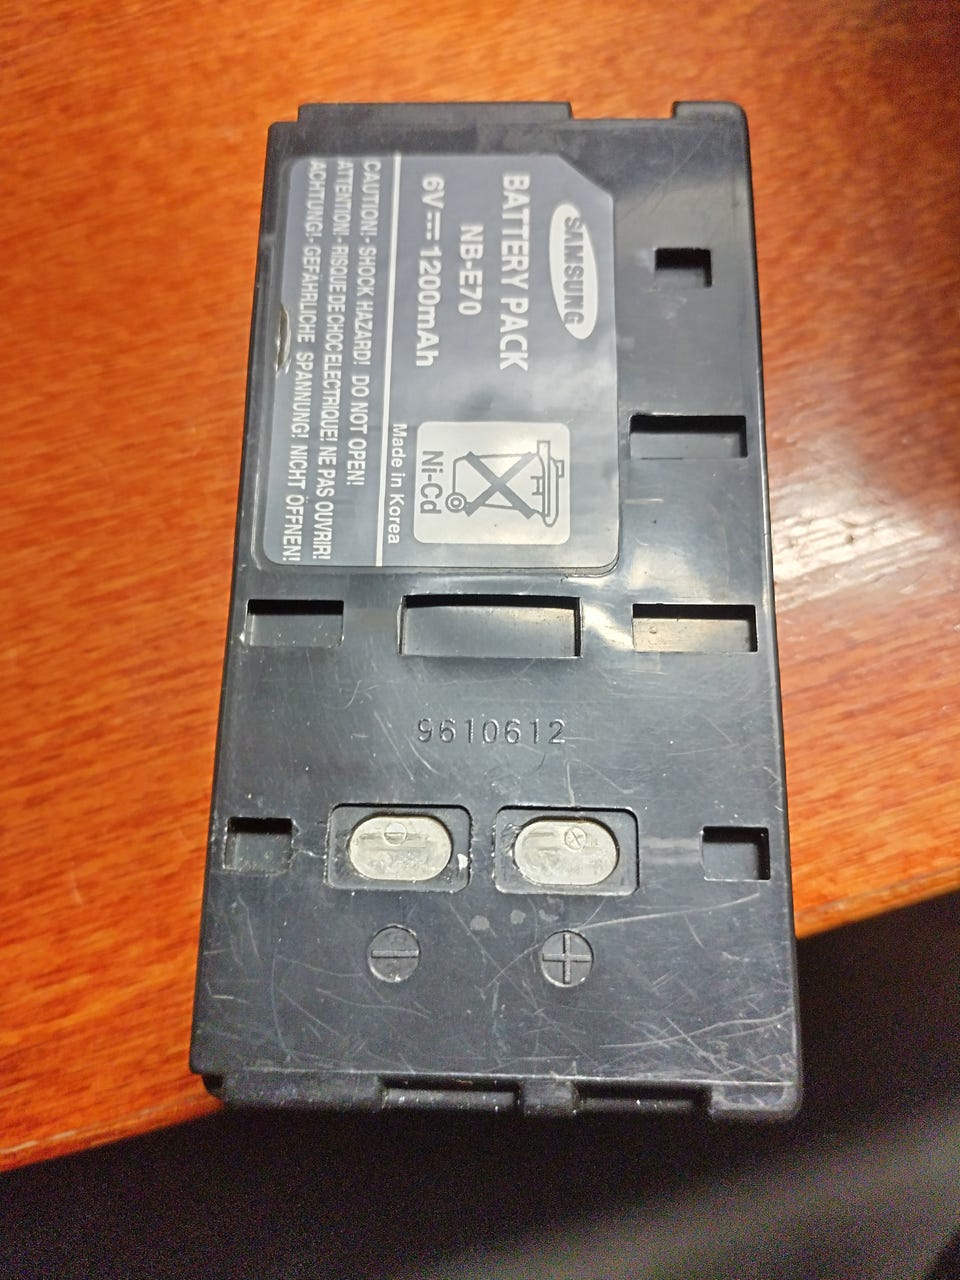 SAMSUNG
BATTERY PACK
NB-E70
6V⎓ 1200mAh
Ni-Cd
Made in Korea
CAUTION!- SHOCK HAZARD! DO NOT OPEN!
ATTENTION!- RISQUE DE CHOC ELECTRIQUE! NE PAS OUVRIR!
ACHTUNG!- GEFÄHRLICHE SPANNUNG! NICHT ÖFFNEN!
9610612
- +
- +